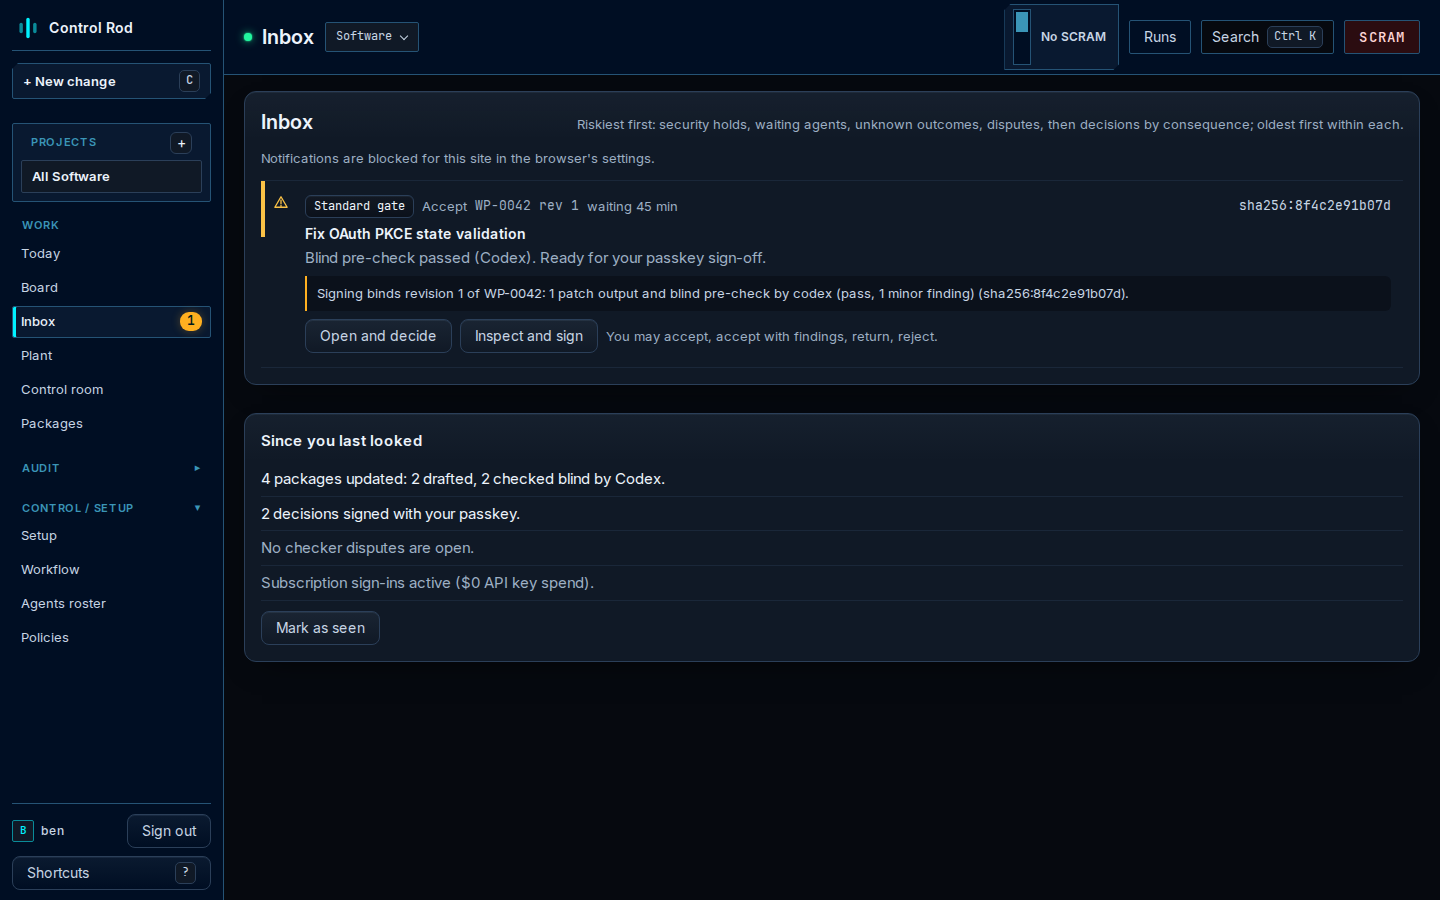 Control Rod
+ New change C
PROJECTS +
All Software
WORK
Today
Board
Inbox 1
Plant
Control room
Packages
AUDIT
CONTROL / SETUP
Setup
Workflow
Agents roster
Policies
B ben Sign out
Shortcuts ?
Inbox Software No SCRAM Runs Search Ctrl K SCRAM
Inbox Riskiest first: security holds, waiting agents, unknown outcomes, disputes, then decisions by consequence; oldest first within each.
Notifications are blocked for this site in the browser's settings.
Standard gate Accept WP-0042 rev 1 waiting 45 min sha256:8f4c2e91b07d
Fix OAuth PKCE state validation
Blind pre-check passed (Codex). Ready for your passkey sign-off.
Signing binds revision 1 of WP-0042: 1 patch output and blind pre-check by codex (pass, 1 minor finding) (sha256:8f4c2e91b07d).
Open and decide Inspect and sign You may accept, accept with findings, return, reject.
Since you last looked
4 packages updated: 2 drafted, 2 checked blind by Codex.
2 decisions signed with your passkey.
No checker disputes are open.
Subscription sign-ins active ($0 API key spend).
Mark as seen